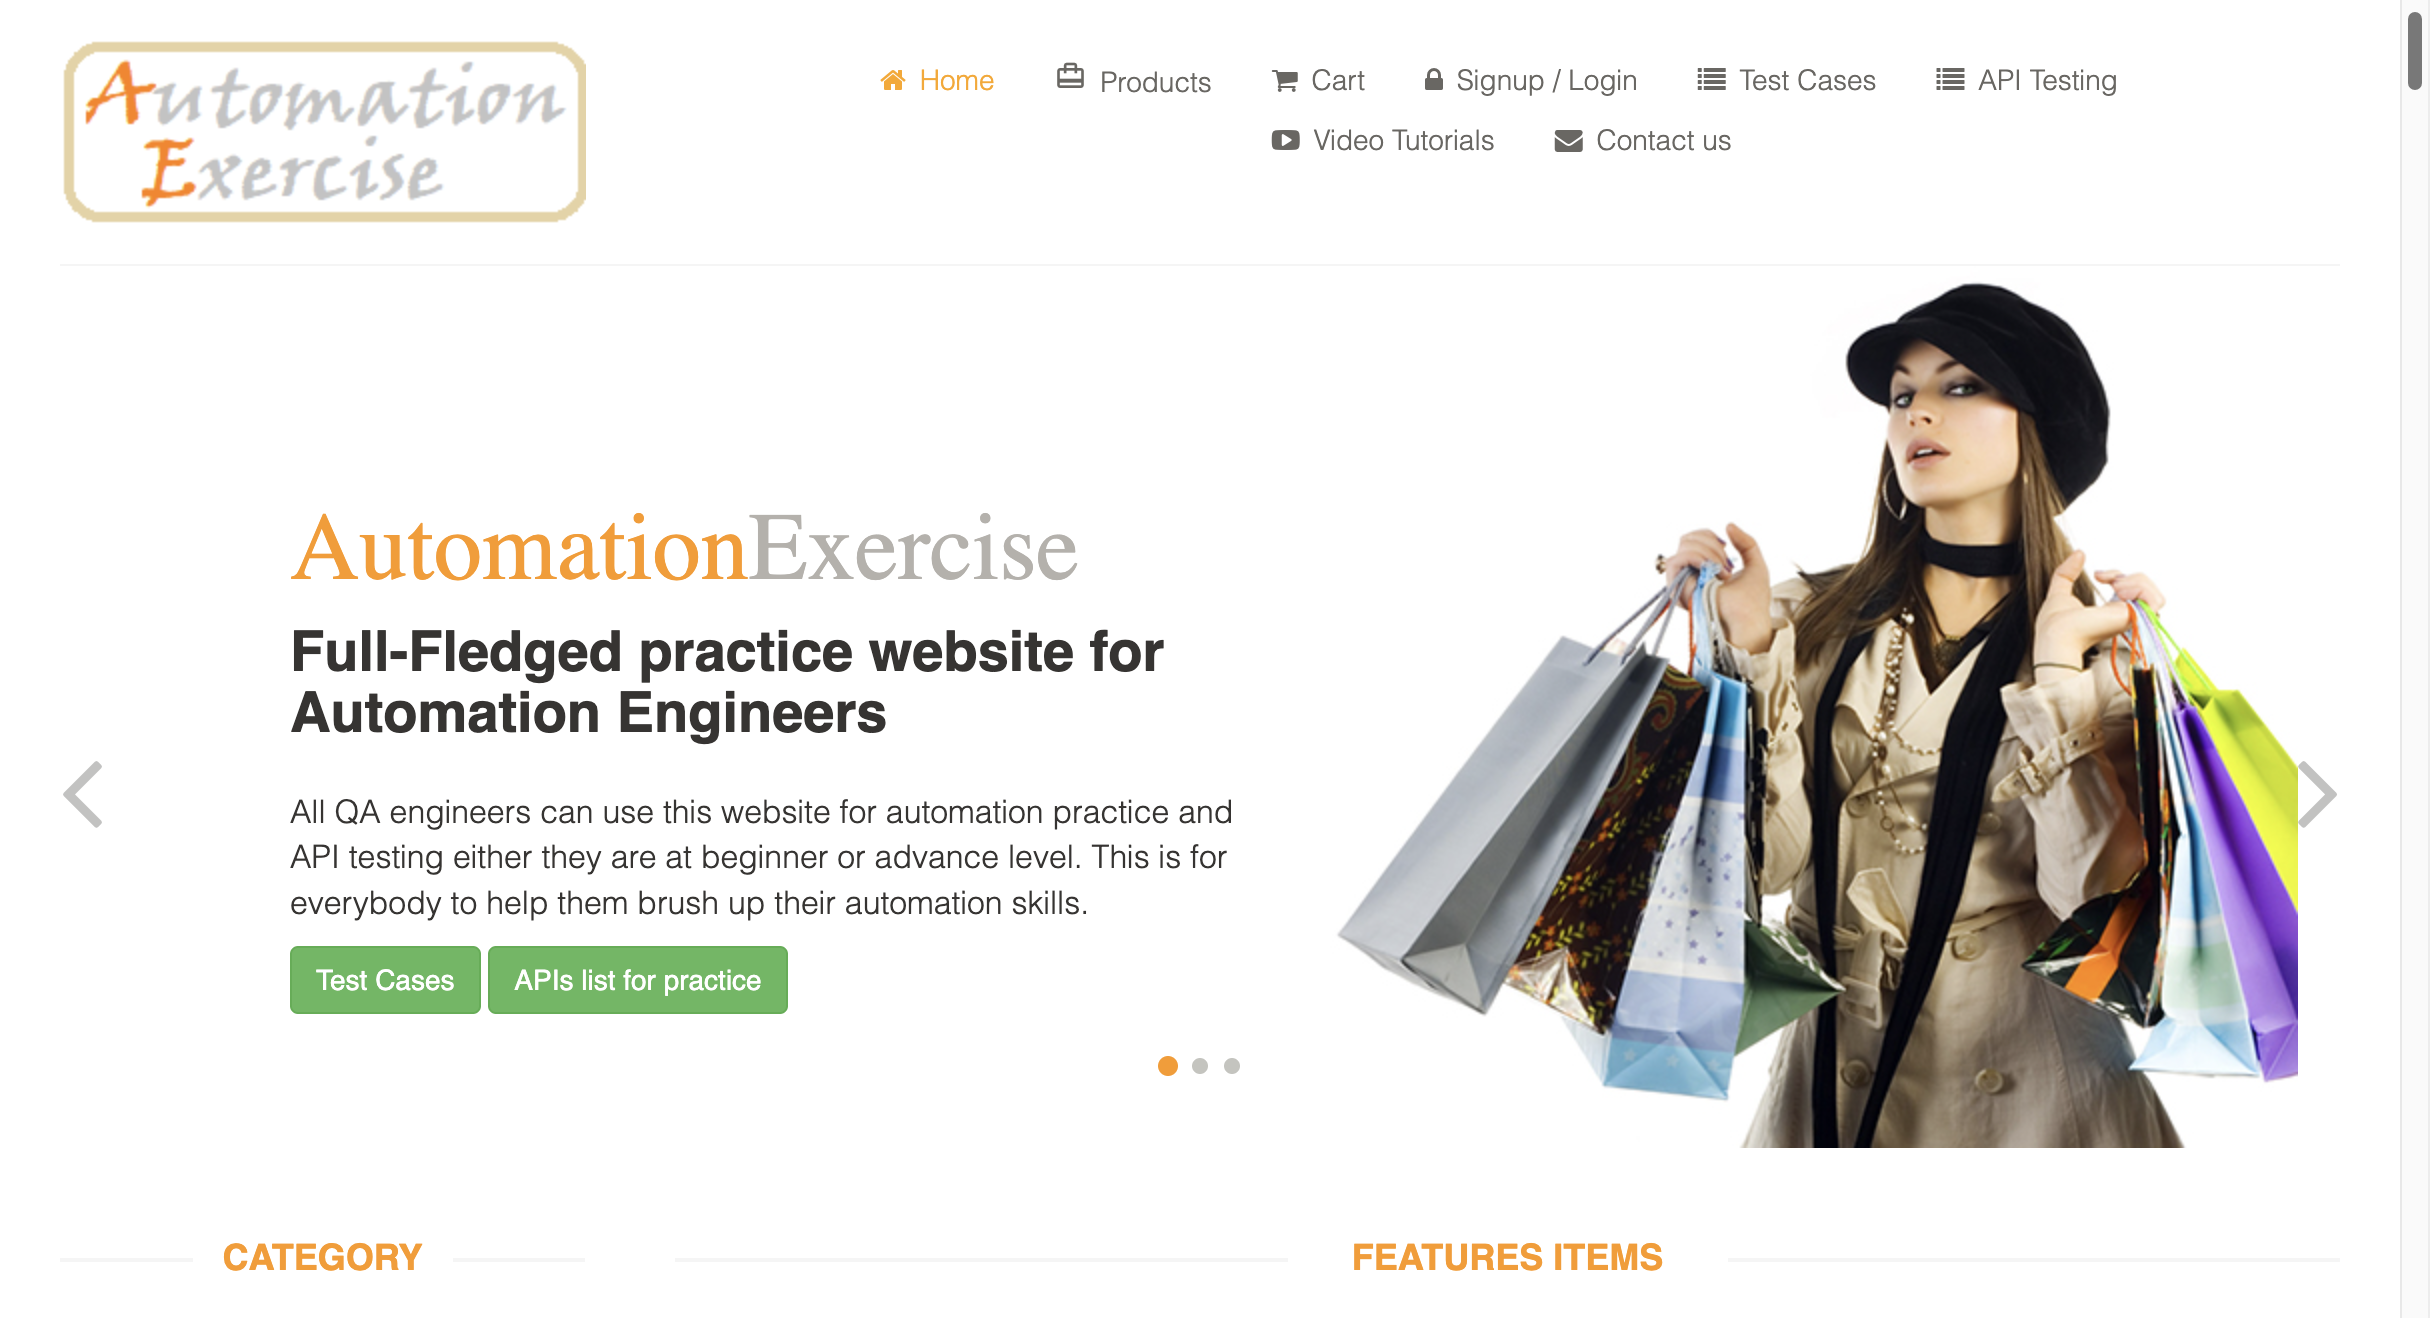 Automation
Exercise
Home
Products
Cart
Signup / Login
Test Cases
API Testing
Video Tutorials
Contact us
AutomationExercise
Full-Fledged practice website for
Automation Engineers
All QA engineers can use this website for automation practice and
API testing either they are at beginner or advance level. This is for
everybody to help them brush up their automation skills.
Test Cases
APIs list for practice
CATEGORY
FEATURES ITEMS